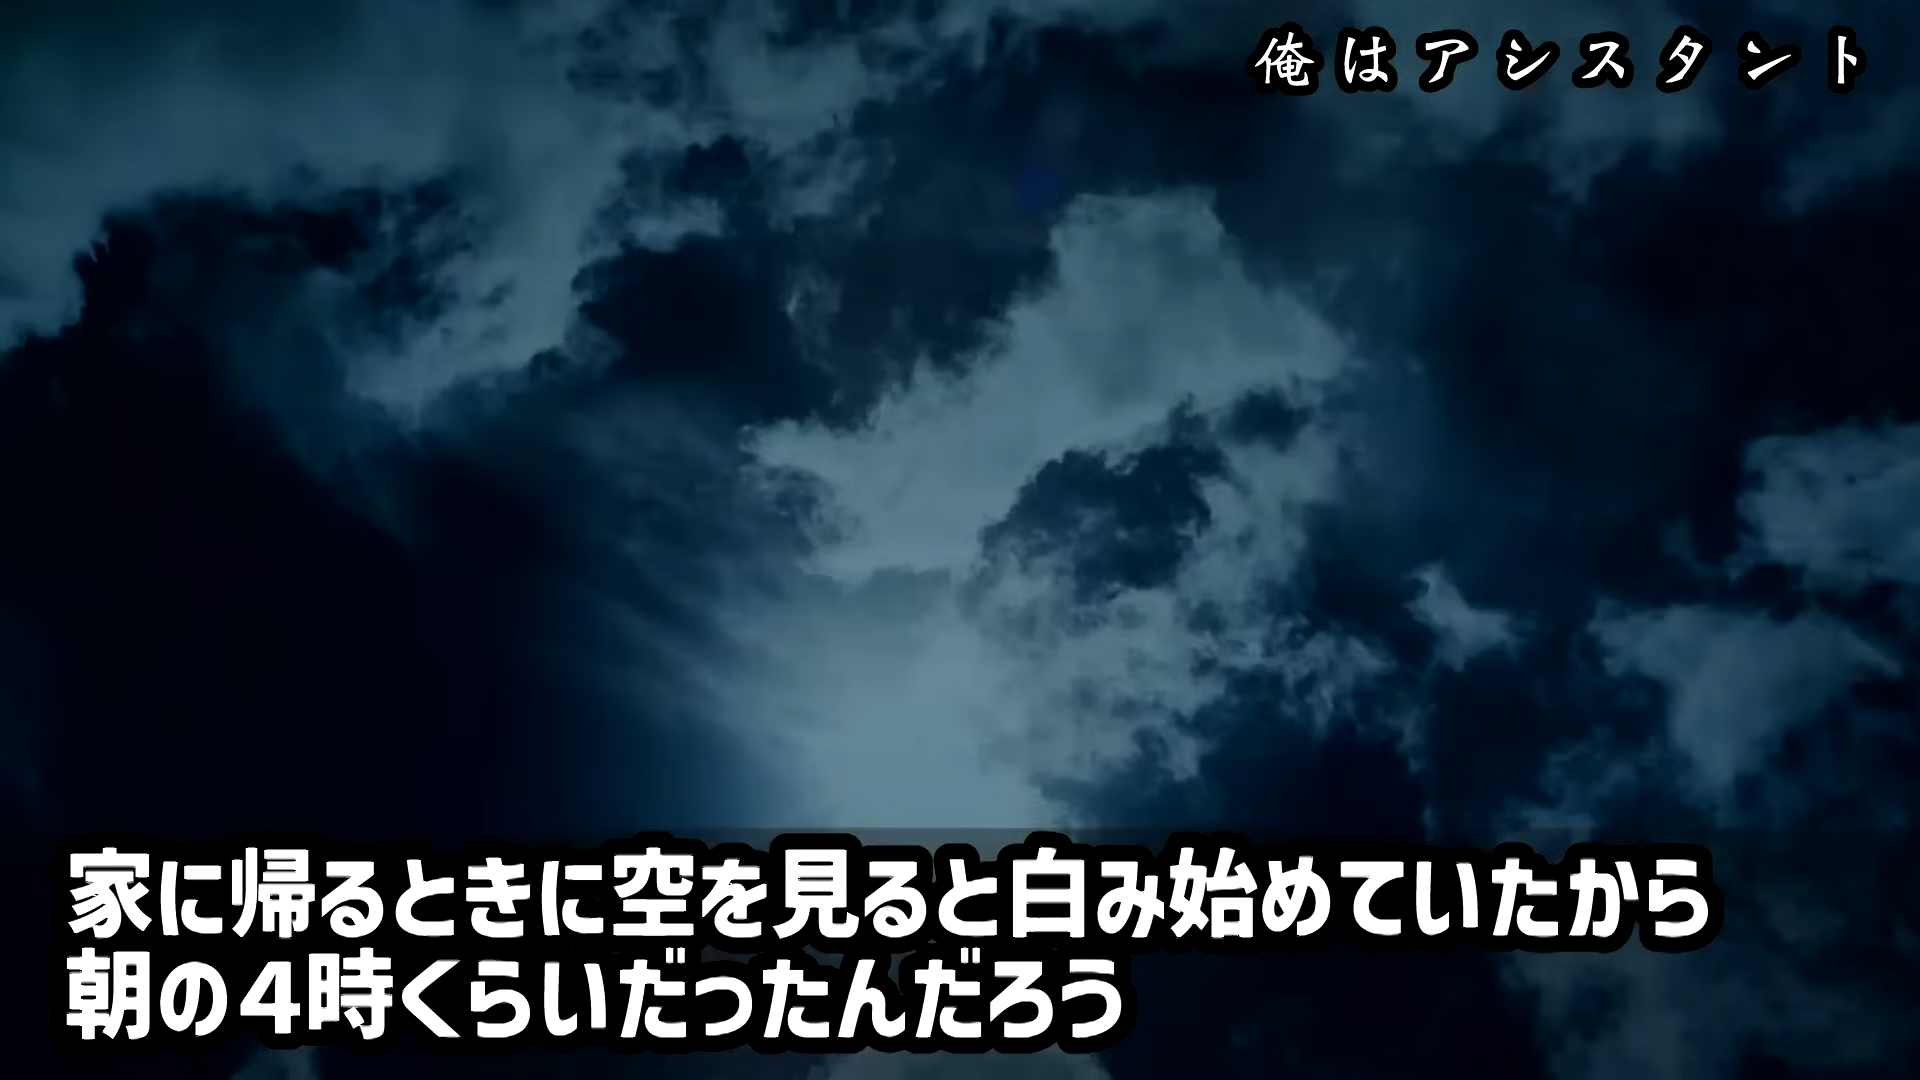 俺はアシスタント
家に帰るときに空を見ると白み始めていたから
朝の4時くらいだったんだろう